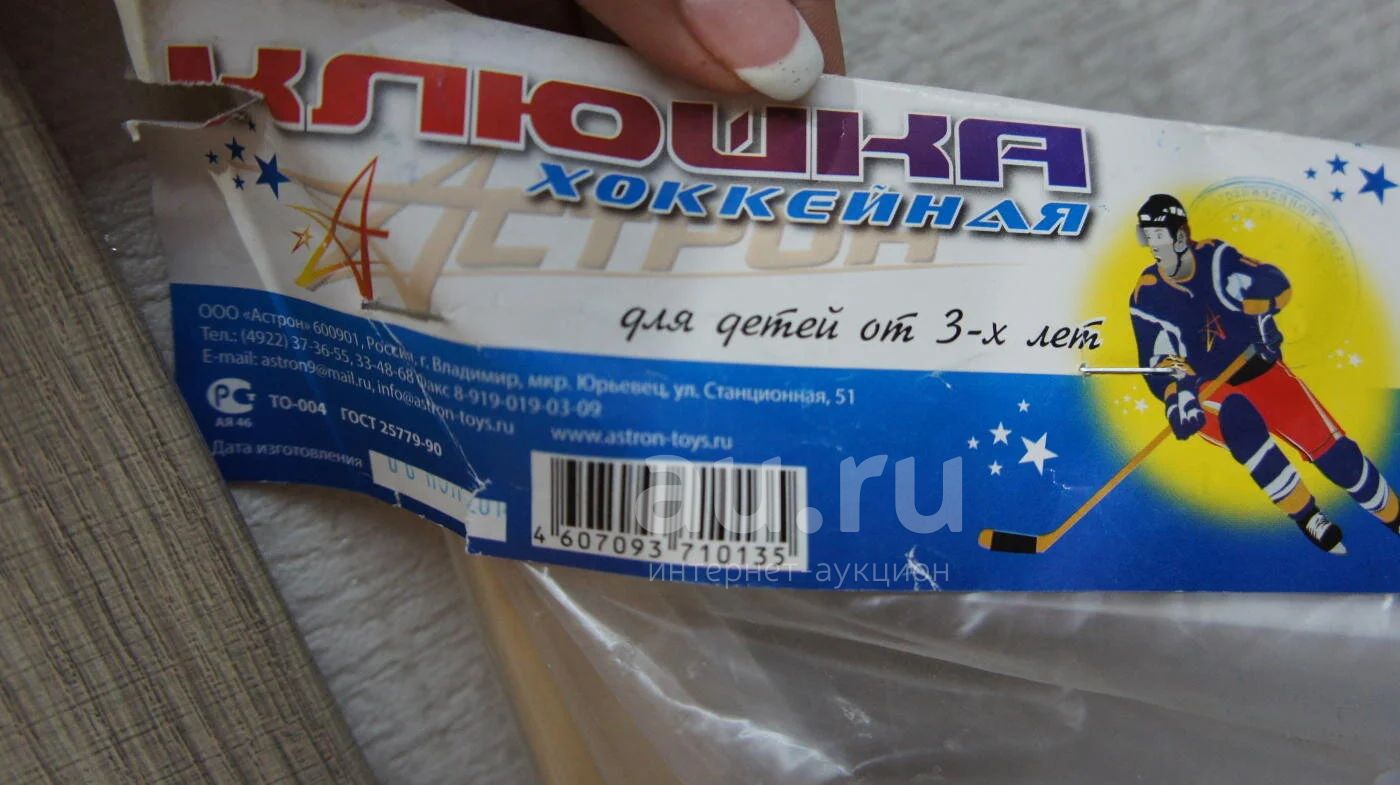 КЛЮШКА
ХОККЕЙНАЯ
АСТРОН
для детей от 3-х лет
ООО «Астрон» 600901, Россия, г. Владимир, мкр. Юрьевец, ул. Станционная, 51
Тел.: (4922) 37-36-55, 33-48-68 Факс 8-919-019-03-09
E-mail: astron9@mail.ru, info@astron-toys.ru www.astron-toys.ru
РС ТО-004 ГОСТ 25779-90
АЯ 46
Дата изготовления
4 607093 710135
au.ru
интернет-аукцион